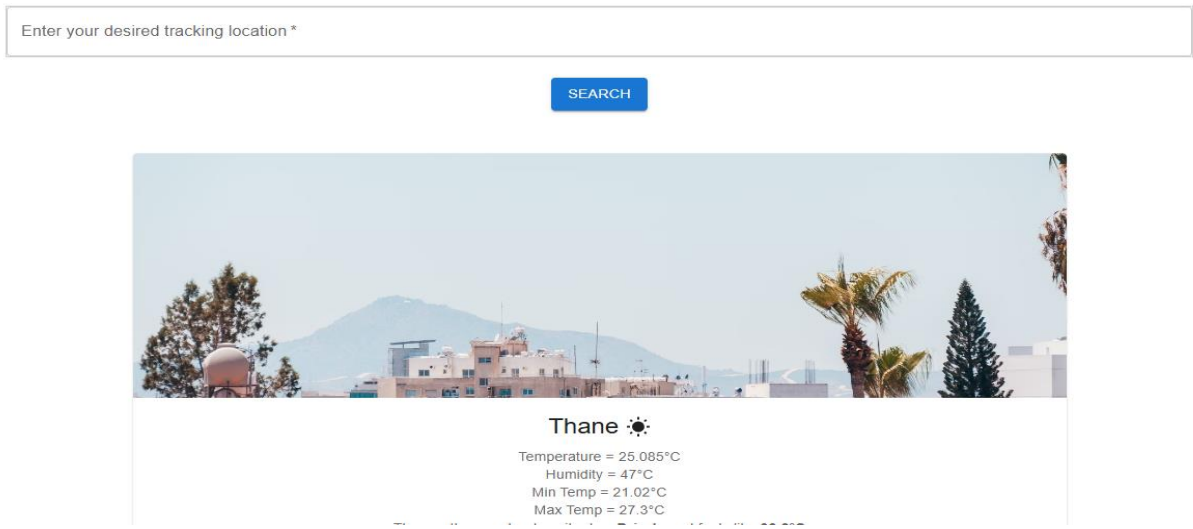 Enter your desired tracking location *
SEARCH
Thane
Temperature = 25.085°C
Humidity = 47°C
Min Temp = 21.02°C
Max Temp = 27.3°C